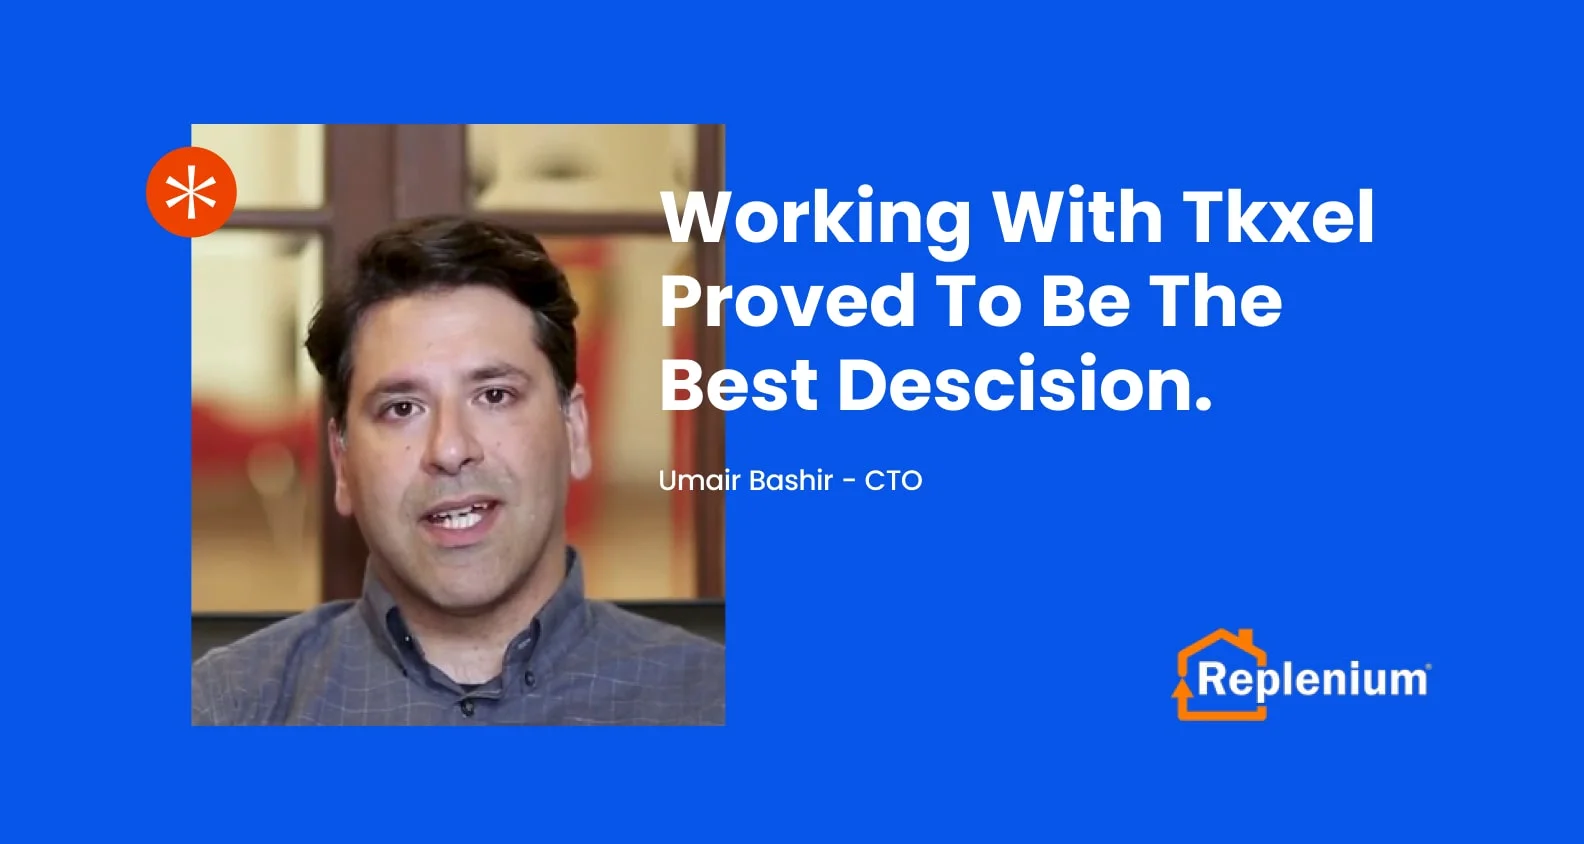 Working With Tkxel
Proved To Be The
Best Descision.
Umair Bashir - CTO
Replenium®